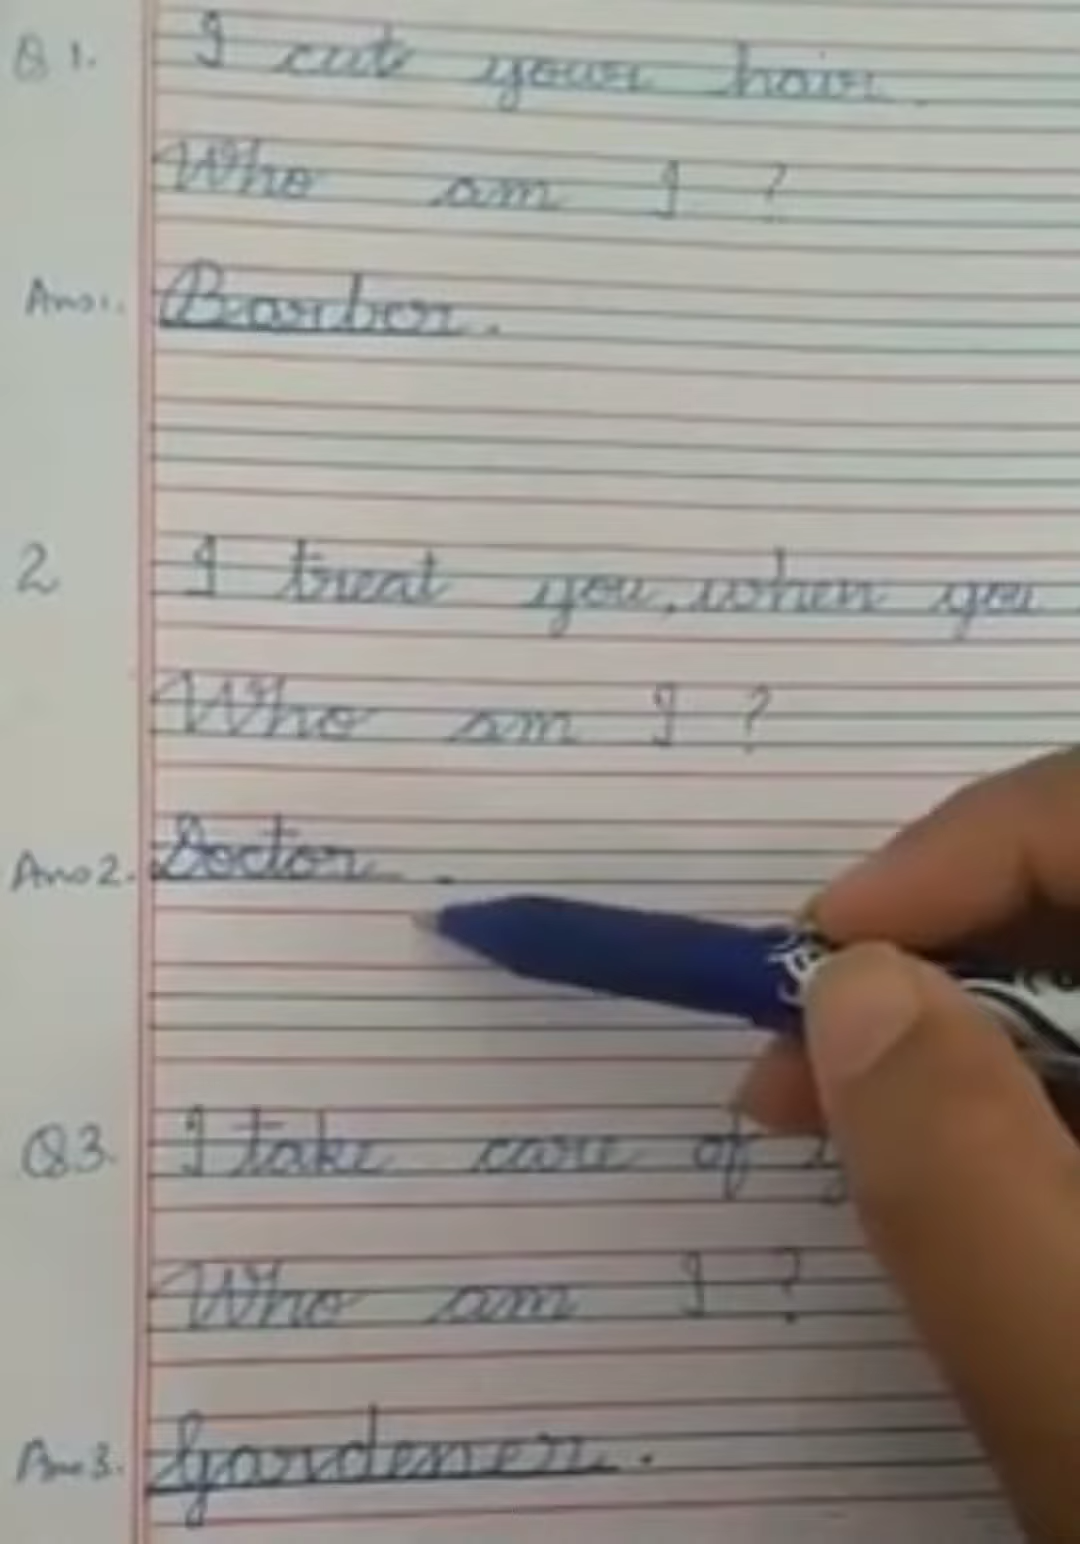 Q 1. I cut your hair.
Who am I ?
Ans1. Barber.
2 I treat you, when you
Who am I ?
Ans2. Doctor.
Q3. I take care of
Who am I ?
Ans3. Gardener.